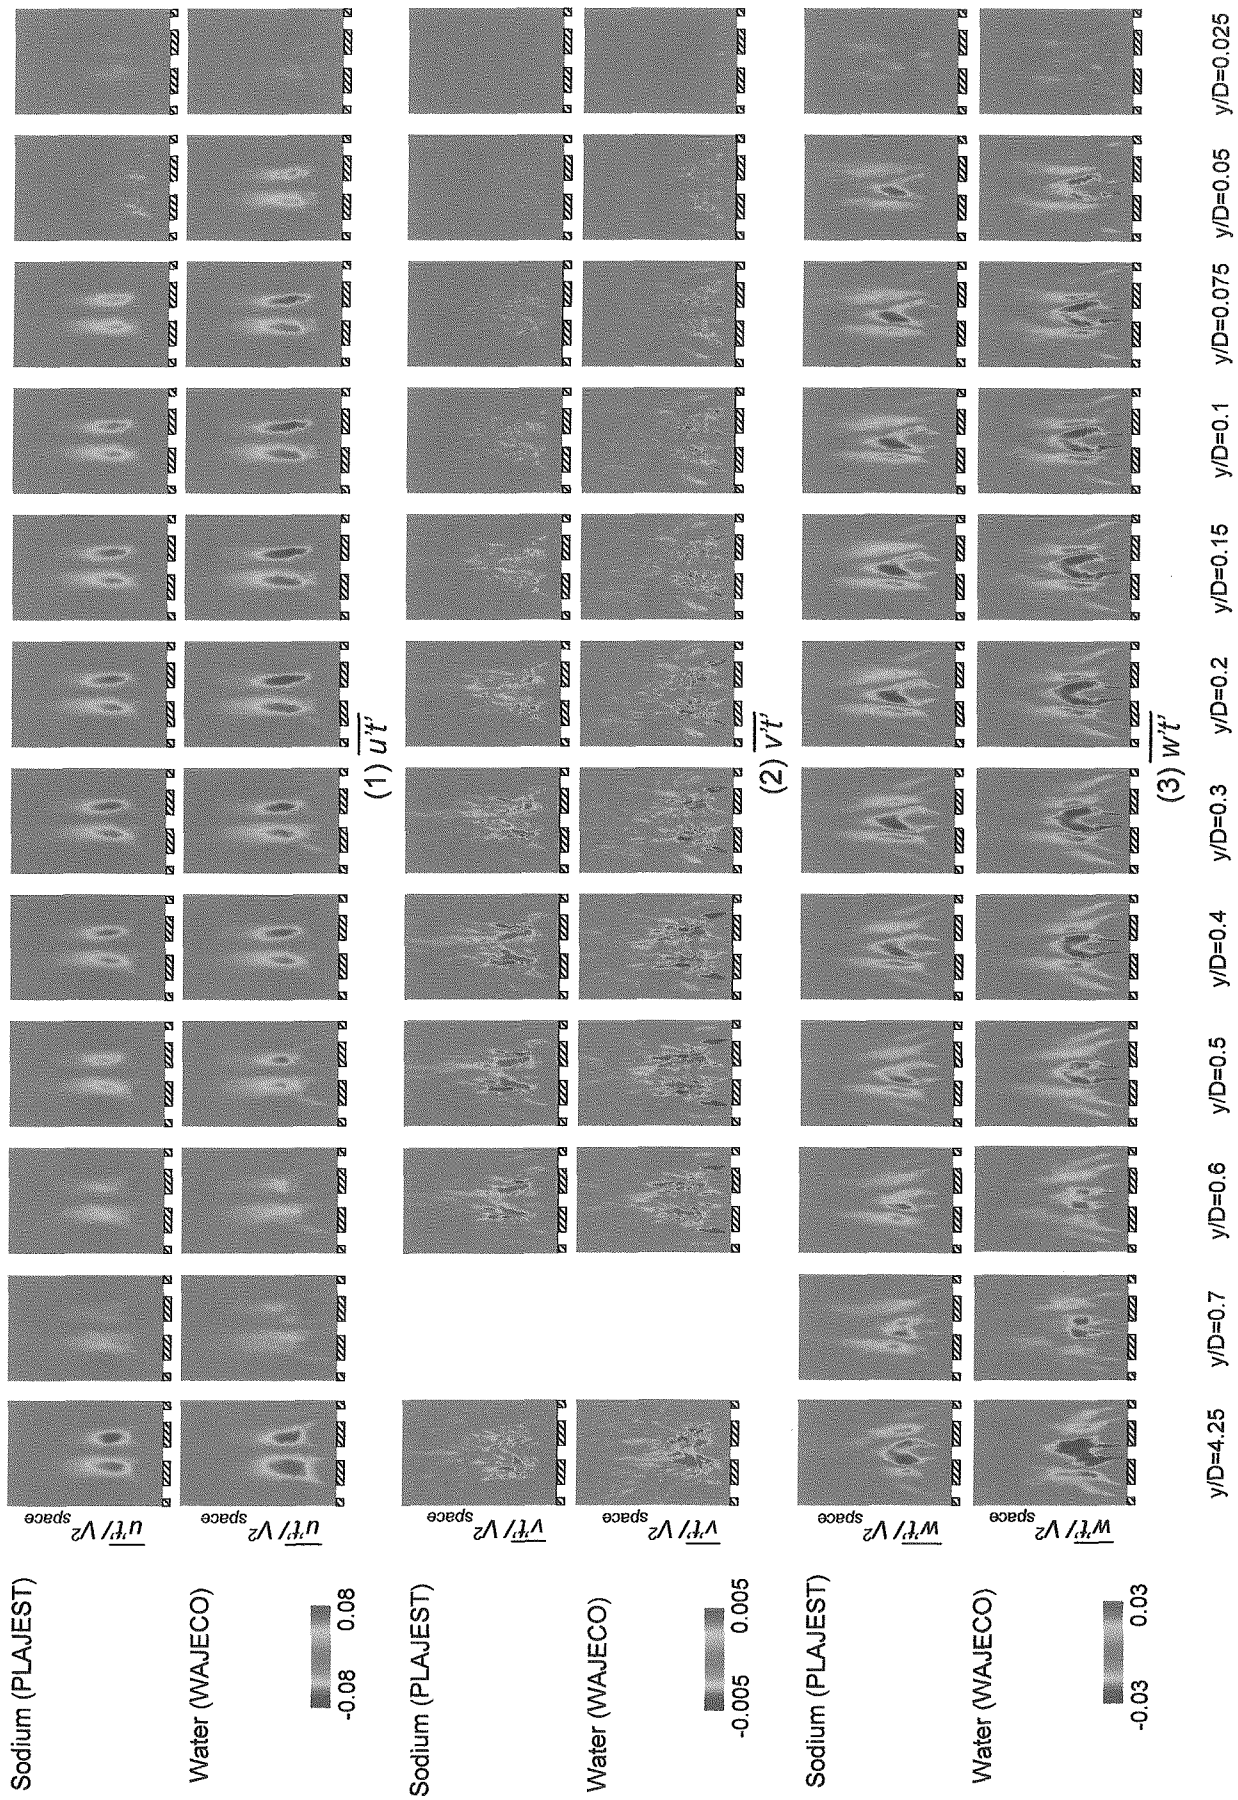 Sodium (PLAJEST)
u't'/V²space
Water (WAJECO)
u't'/V²space
-0.08 0.08
(1) u't'
Sodium (PLAJEST)
v't'/V²space
Water (WAJECO)
v't'/V²space
-0.005 0.005
(2) v't'
Sodium (PLAJEST)
w't'/V²space
Water (WAJECO)
w't'/V²space
-0.03 0.03
(3) w't'
y/D=4.25 y/D=0.7 y/D=0.6 y/D=0.5 y/D=0.4 y/D=0.3 y/D=0.2 y/D=0.15 y/D=0.1 y/D=0.075 y/D=0.05 y/D=0.025